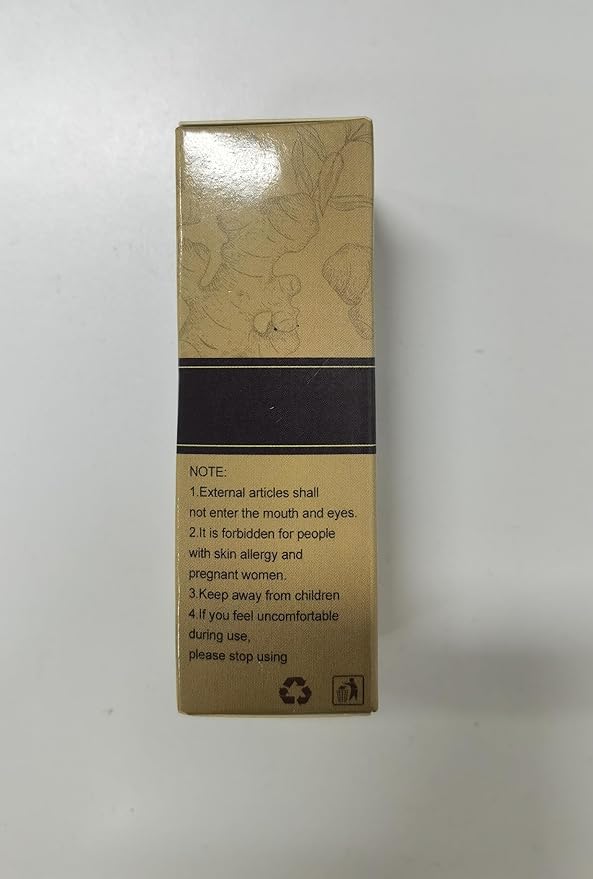 NOTE:
1.External articles shall
not enter the mouth and eyes.
2.It is forbidden for people
with skin allergy and
pregnant women.
3.Keep away from children
4.If you feel uncomfortable
during use,
please stop using